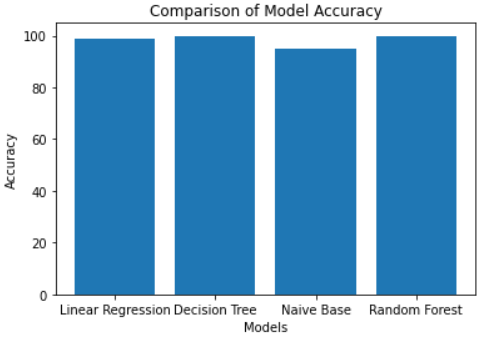 Comparison of Model Accuracy
100
80
60
40
20
0
Accuracy
Linear Regression Decision Tree Naive Base Random Forest
Models